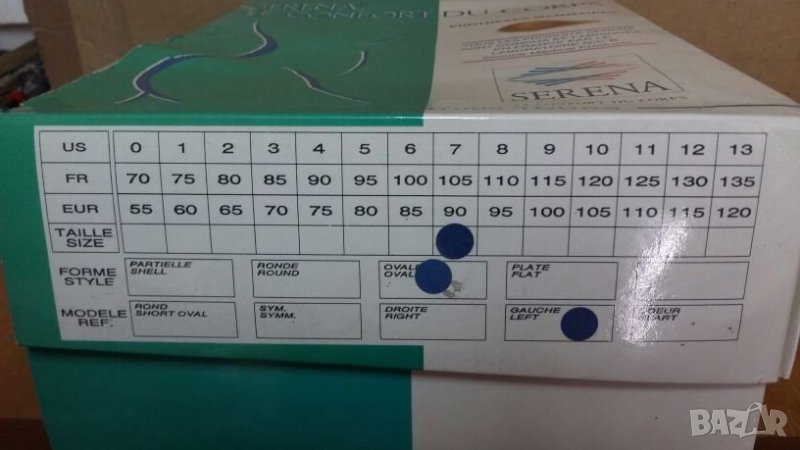 SERENA
CONFORT DU CORPS
SERENA
US 0 1 2 3 4 5 6 7 8 9 10 11 12 13
FR 70 75 80 85 90 95 100 105 110 115 120 125 130 135
EUR 55 60 65 70 75 80 85 90 95 100 105 110 115 120
TAILLE
SIZE
FORME
STYLE
PARTIELLE
SHELL
RONDE
ROUND
OVALE
OVAL
PLATE
FLAT
MODELE
REF.
ROND
SHORT OVAL
SYM.
SYMM.
DROITE
RIGHT
GAUCHE
LEFT
BAZAR